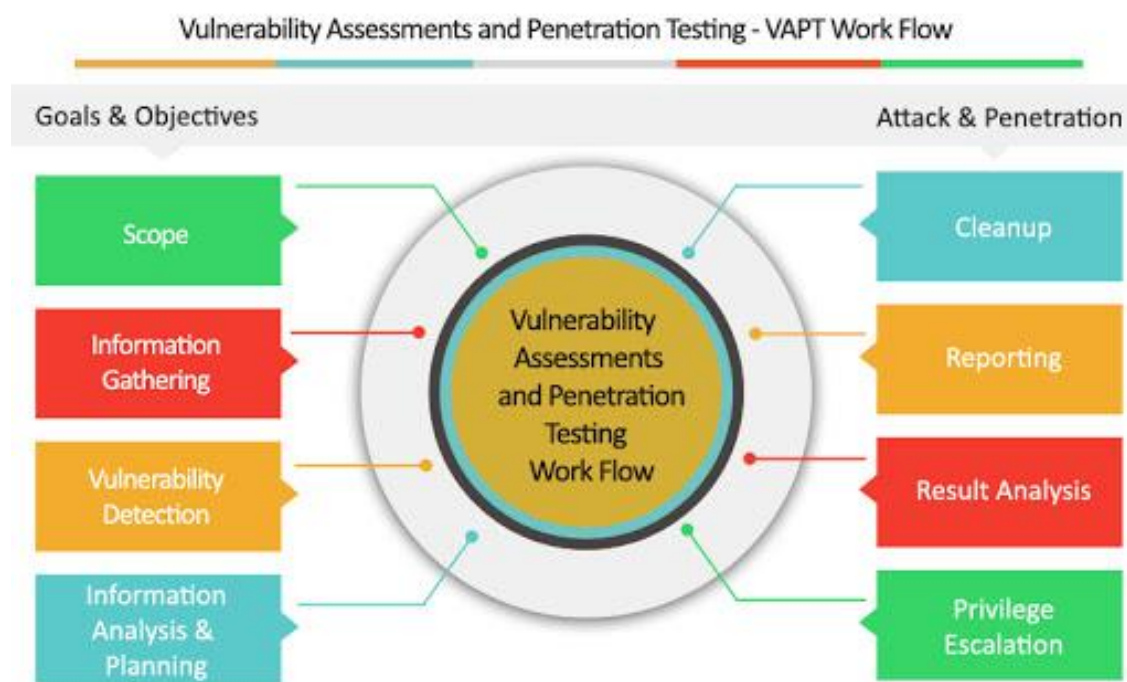 Vulnerability Assessments and Penetration Testing - VAPT Work Flow
Goals & Objectives
Attack & Penetration
Scope
Information
Gathering
Vulnerability
Detection
Information
Analysis &
Planning
Vulnerability
Assessments
and Penetration
Testing
Work Flow
Cleanup
Reporting
Result Analysis
Privilege
Escalation